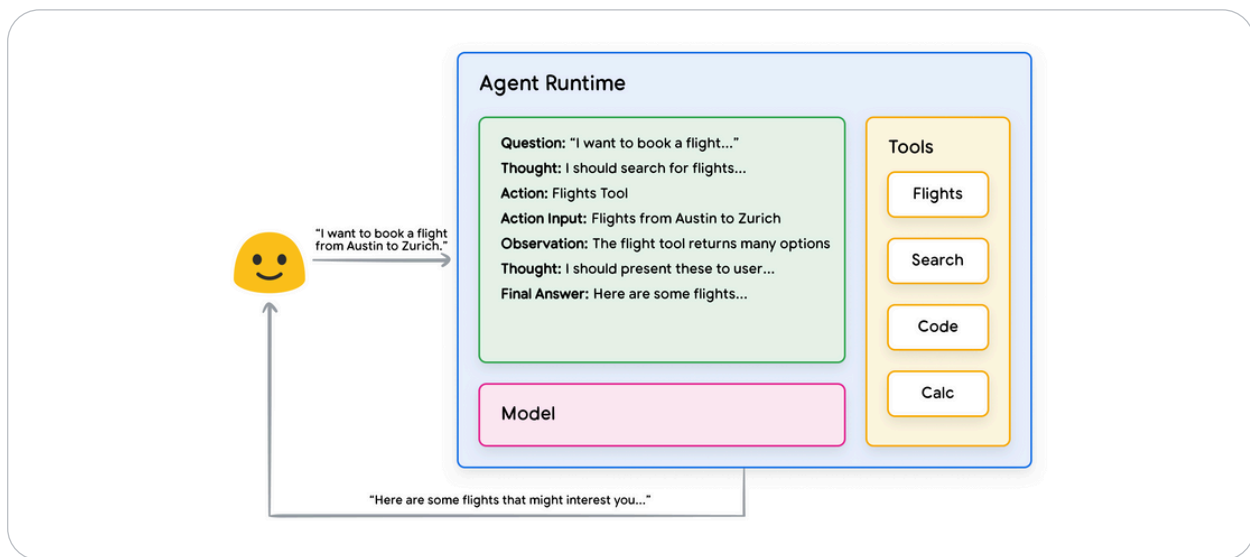 Agent Runtime
Question: “I want to book a flight...”
Thought: I should search for flights...
Action: Flights Tool
Action Input: Flights from Austin to Zurich
Observation: The flight tool returns many options
Thought: I should present these to user...
Final Answer: Here are some flights...
Model
Tools
Flights
Search
Code
Calc
“I want to book a flight
from Austin to Zurich.”
“Here are some flights that might interest you...”